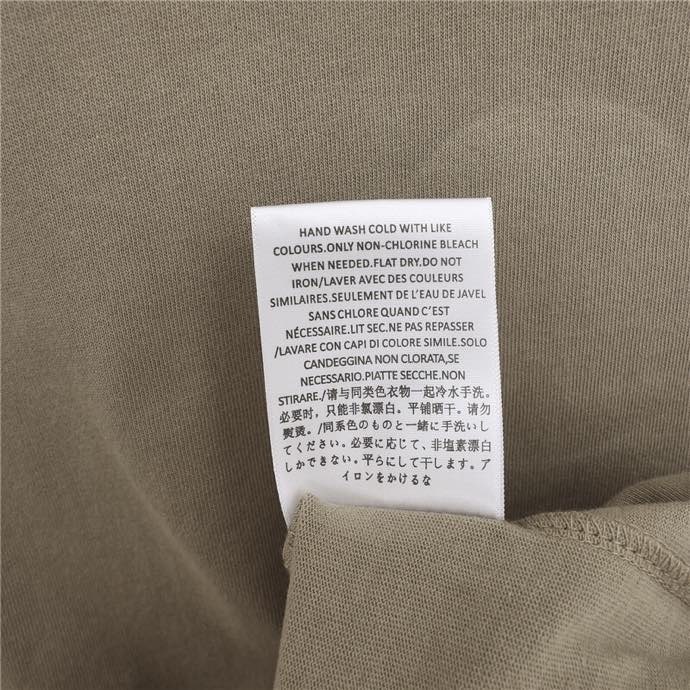 HAND WASH COLD WITH LIKE
COLOURS.ONLY NON-CHLORINE BLEACH
WHEN NEEDED.FLAT DRY.DO NOT
IRON/LAVER AVEC DES COULEURS
SIMILAIRES.SEULEMENT DE L'EAU DE JAVEL
SANS CHLORE QUAND C'EST
NÉCESSAIRE.LIT SEC.NE PAS REPASSER
/LAVARE CON CAPI DI COLORE SIMILE.SOLO
CANDEGGINA NON CLORATA,SE
NECESSARIO.PIATTE SECCHE.NON
STIRARE./请与同类色衣物一起冷水手洗.
必要时，只能非氯漂白。平铺晒干。请勿
熨烫。/同系色のものと一緒に手洗いし
てください。必要に応じて、非塩素漂白
しかできない。平らにして干します。ア
イロンをかけるな